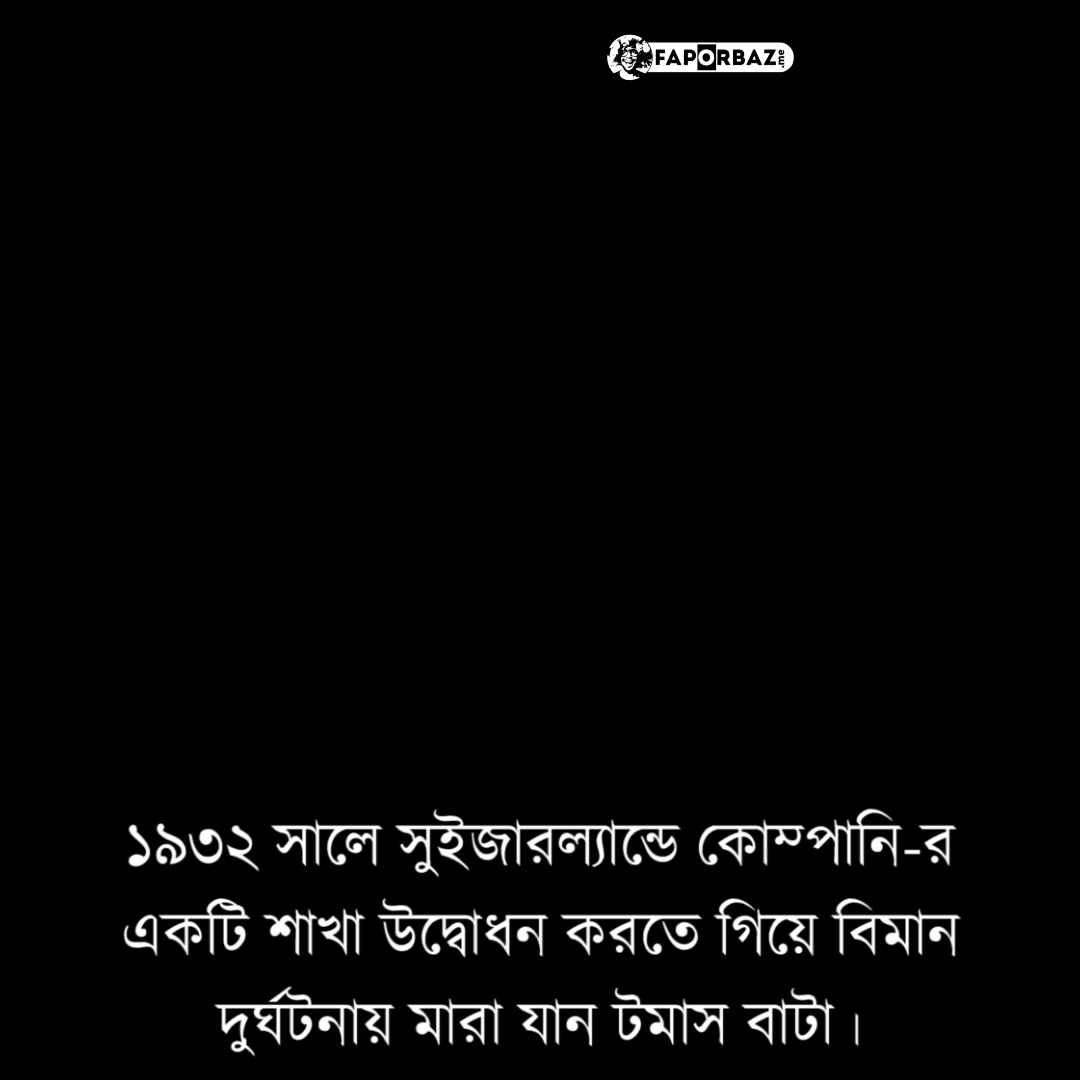 FAPORBAZ.me
১৯৩২ সালে সুইজারল্যান্ডে কোম্পানি-র
একটি শাখা উদ্বোধন করতে গিয়ে বিমান
দুর্ঘটনায় মারা যান টমাস বাটা।